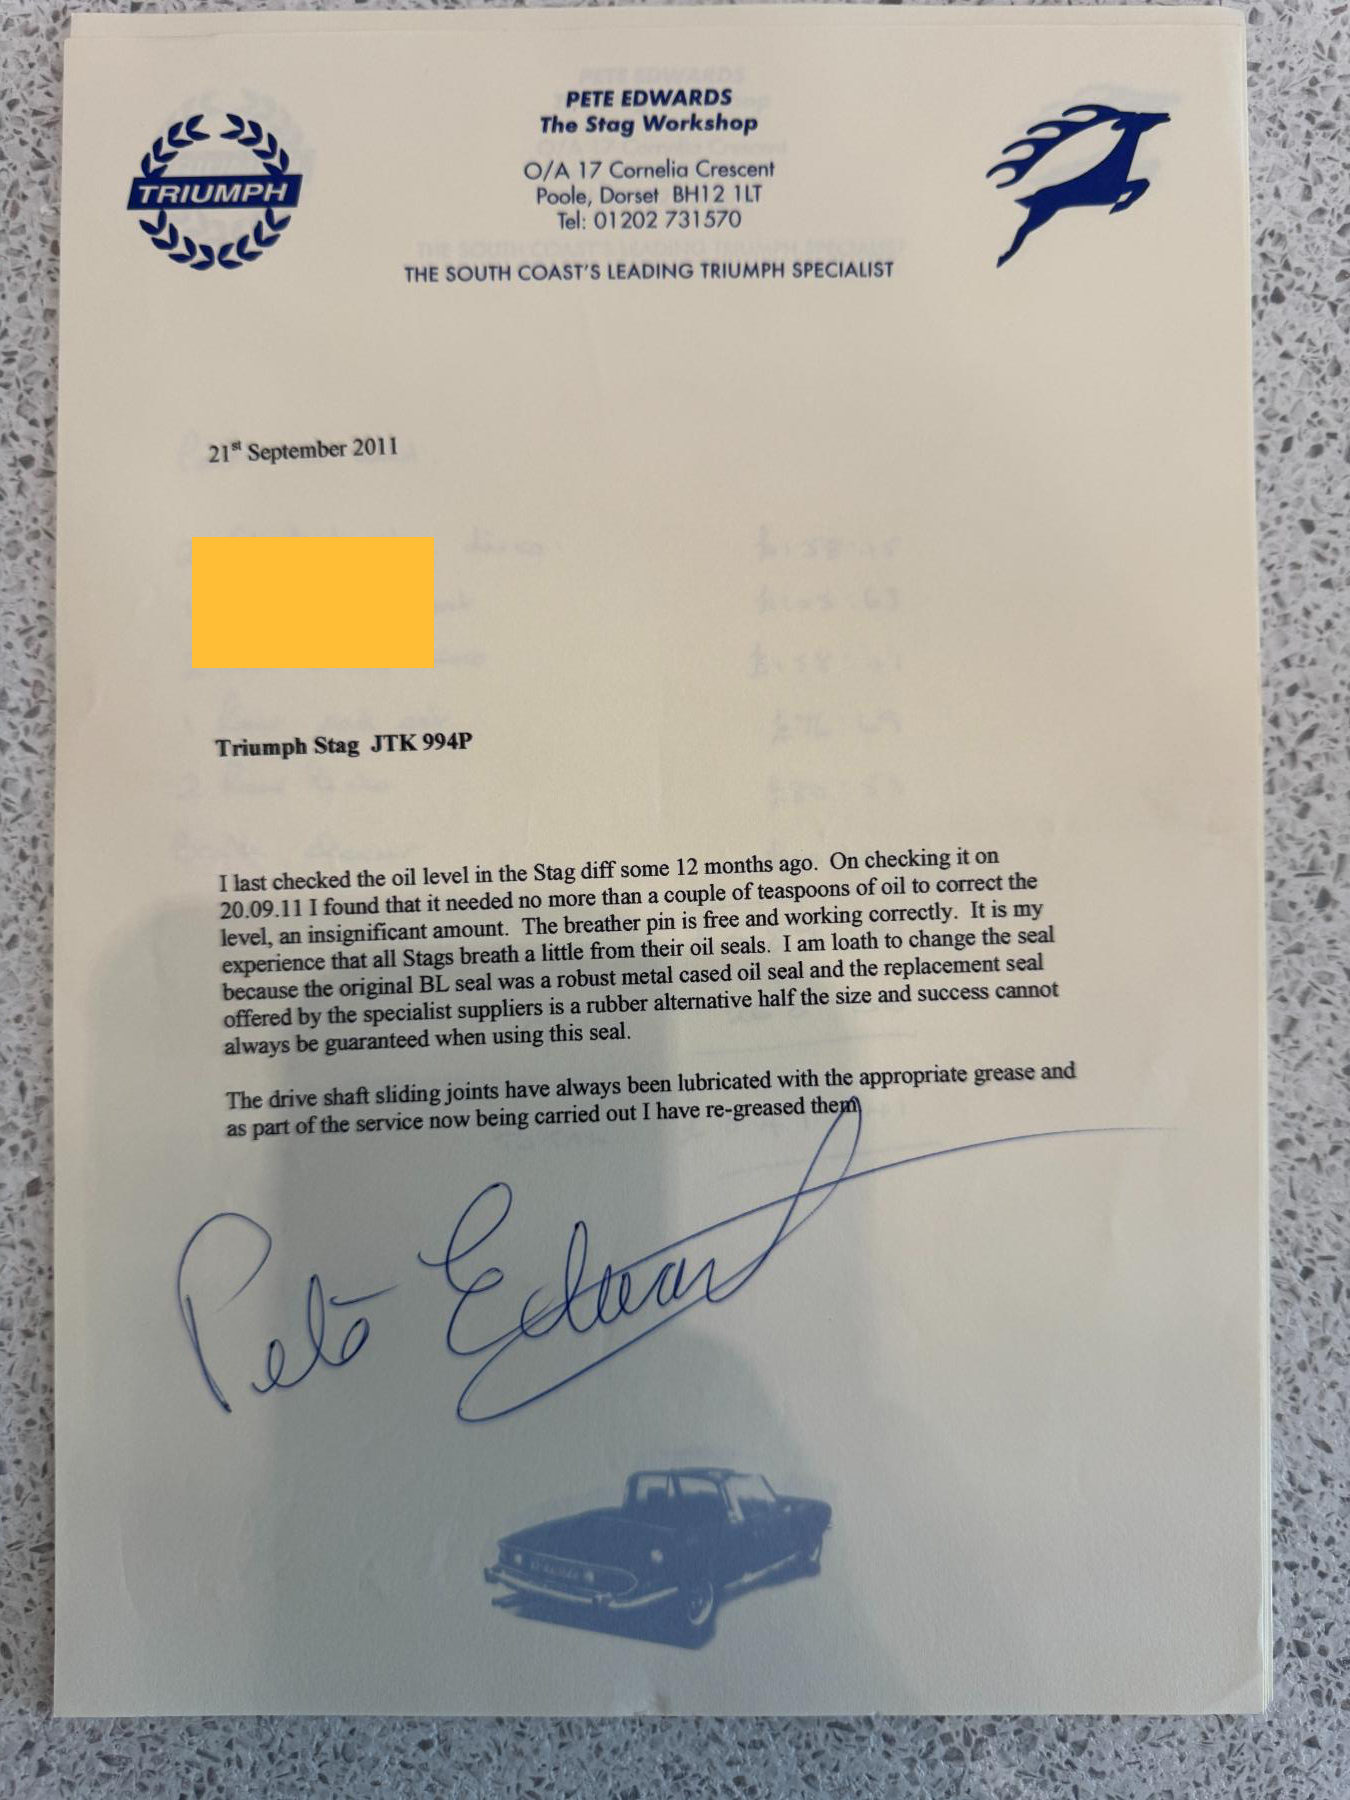 PETE EDWARDS
The Stag Workshop
O/A 17 Cornelia Crescent
Poole, Dorset BH12 1LT
Tel: 01202 731570
TRIUMPH
THE SOUTH COAST'S LEADING TRIUMPH SPECIALIST
21st September 2011
Triumph Stag JTK 994P
I last checked the oil level in the Stag diff some 12 months ago. On checking it on
20.09.11 I found that it needed no more than a couple of teaspoons of oil to correct the
level, an insignificant amount. The breather pin is free and working correctly. It is my
experience that all Stags breath a little from their oil seals. I am loath to change the seal
because the original BL seal was a robust metal cased oil seal and the replacement seal
offered by the specialist suppliers is a rubber alternative half the size and success cannot
always be guaranteed when using this seal.
The drive shaft sliding joints have always been lubricated with the appropriate grease and
as part of the service now being carried out I have re-greased them
Pete Edwards